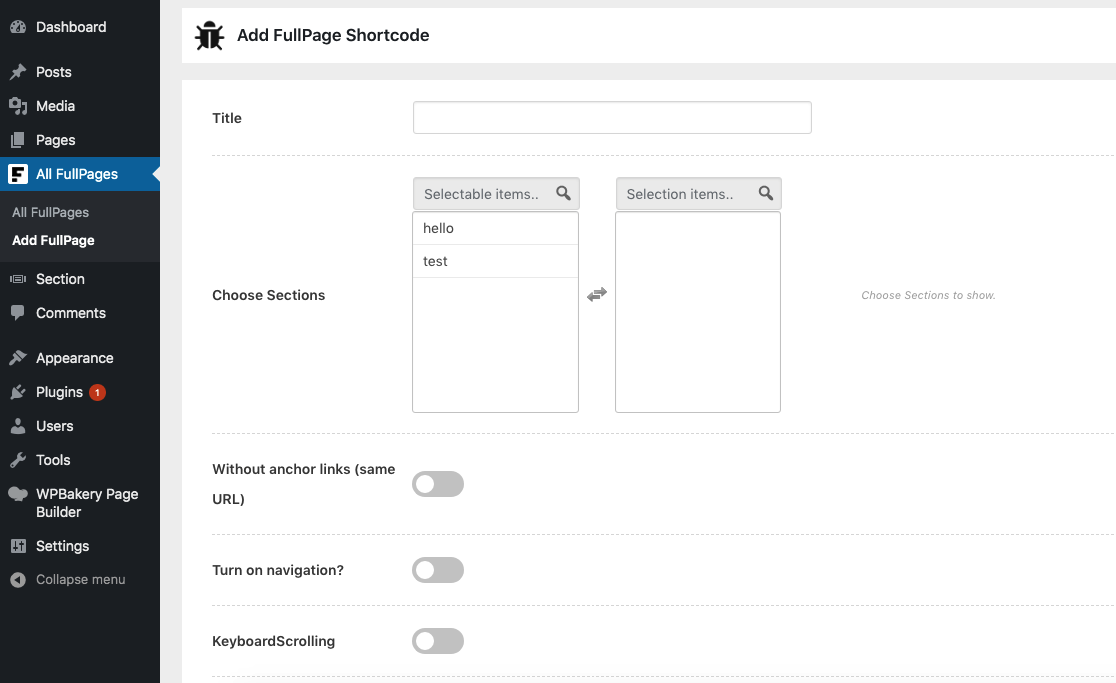 Dashboard
Posts
Media
Pages
All FullPages
All FullPages
Add FullPage
Section
Comments
Appearance
Plugins 1
Users
Tools
WPBakery Page
Builder
Settings
Collapse menu
Add FullPage Shortcode
Title
Selectable items..
Selection items..
hello
test
Choose Sections
Choose Sections to show.
Without anchor links (same
URL)
Turn on navigation?
KeyboardScrolling